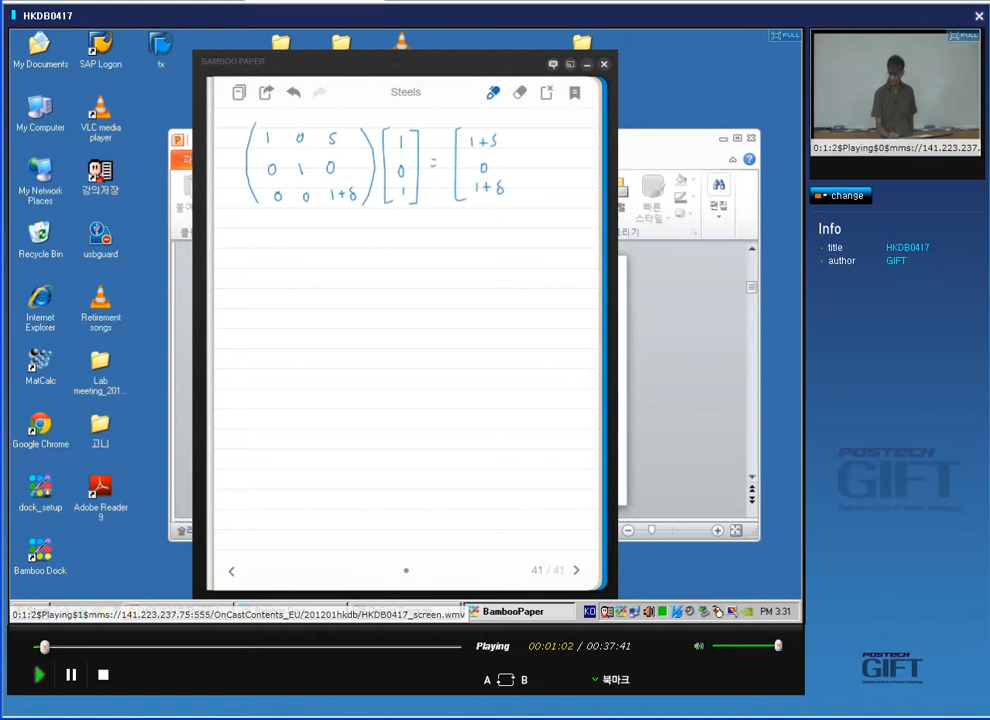 HKDB0417
FULL
FULL
My Documents
SAP Logon
tx
BAMBOO PAPER
Steels
My Computer
VLC media player
1 0 s
0 1 0
0 0 1+δ
1
0
1
=
1+s
0
1+δ
My Network Places
강의저장
빠른
스타일
편집
Recycle Bin
usbguard
Internet Explorer
Retirement songs
MatCalc
Lab meeting_201...
Google Chrome
고니
dock_setup
Adobe Reader 9
Bamboo Dock
41 / 41
0:1:2$Playing$0$mms://141.223.237.75:555/OnCastContents_EU/201201hkdb/HKDB0417_screen.wmv
BambooPaper
KO
PM 3:31
0:1:2$Playing$0$mms://141.223.
change
Info
title HKDB0417
author GIFT
POSTECH
GIFT
Playing
00:01:02 / 00:37:41
A B
북마크
POSTECH
GIFT